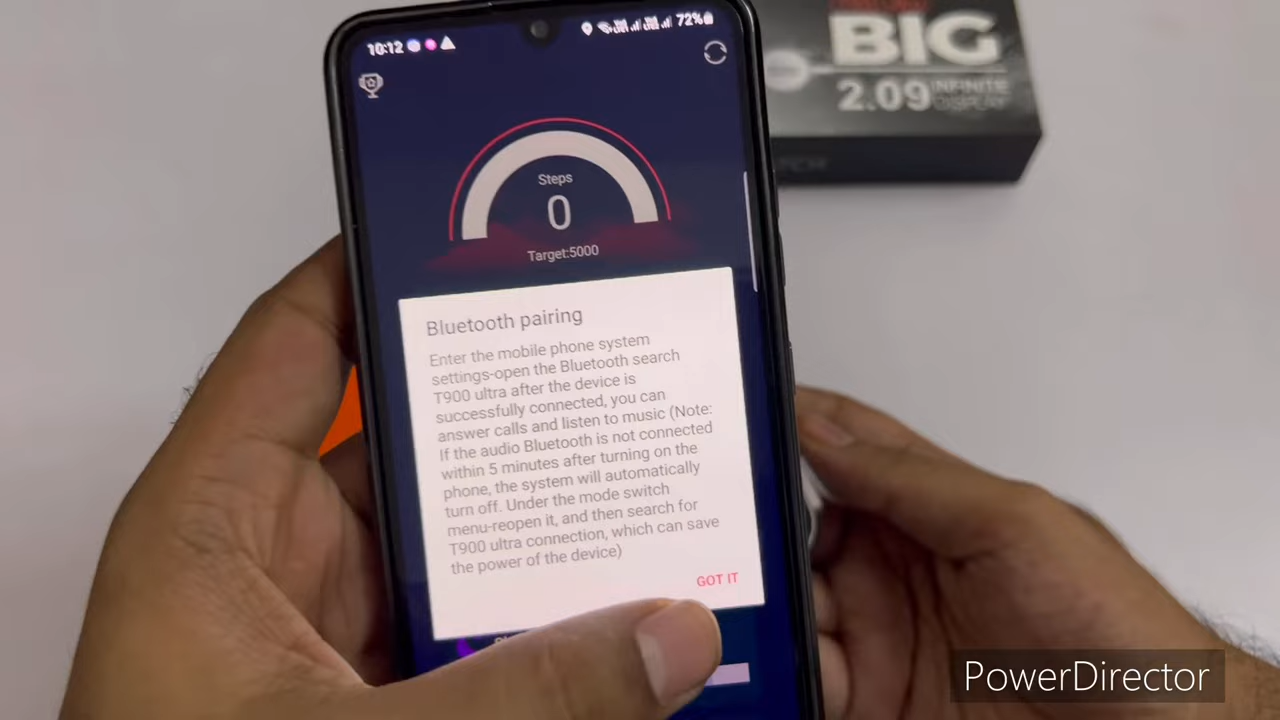 10:12
72%
BIG
2.09 INFINITE
DISPLAY
Steps
0
Target:5000
Bluetooth pairing
Enter the mobile phone system
settings-open the Bluetooth search
T900 ultra after the device is
successfully connected, you can
answer calls and listen to music (Note:
If the audio Bluetooth is not connected
within 5 minutes after turning on the
phone, the system will automatically
turn off. Under the mode switch
menu-reopen it, and then search for
T900 ultra connection, which can save
the power of the device)
GOT IT
PowerDirector